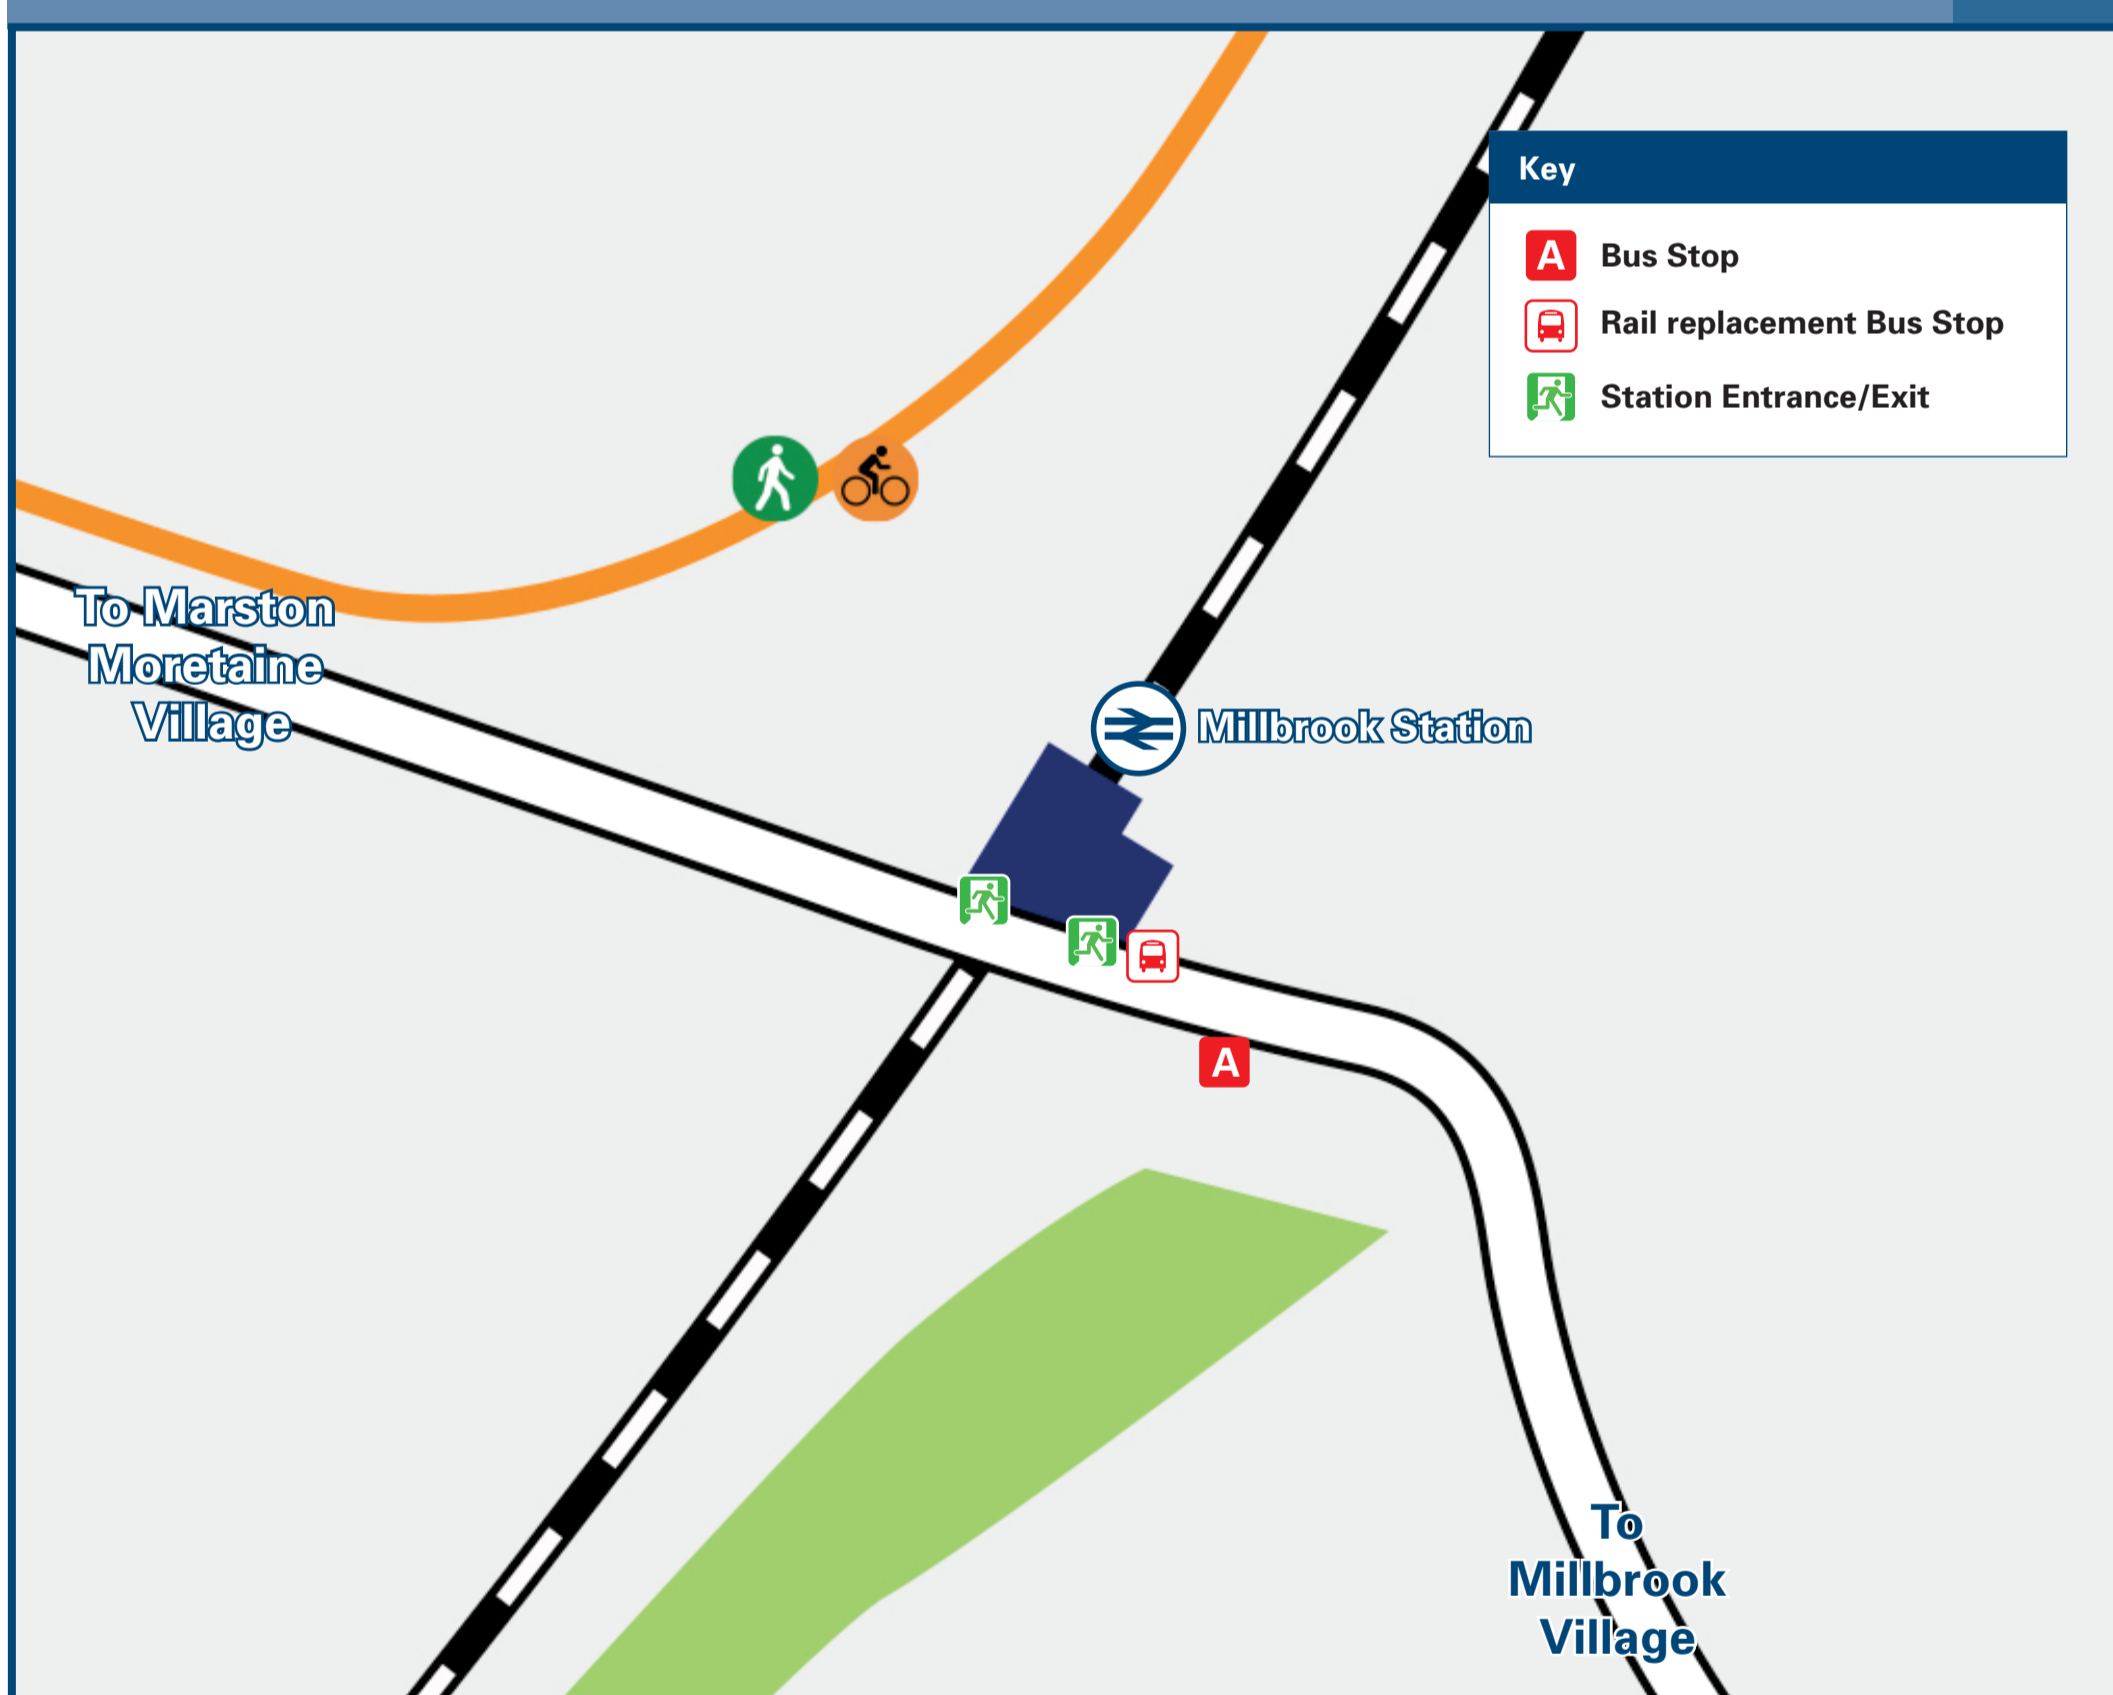 Key
A Bus Stop
Rail replacement Bus Stop
Station Entrance/Exit
To Marston
Moretaine
Village
Millbrook Station
A
To
Millbrook
Village